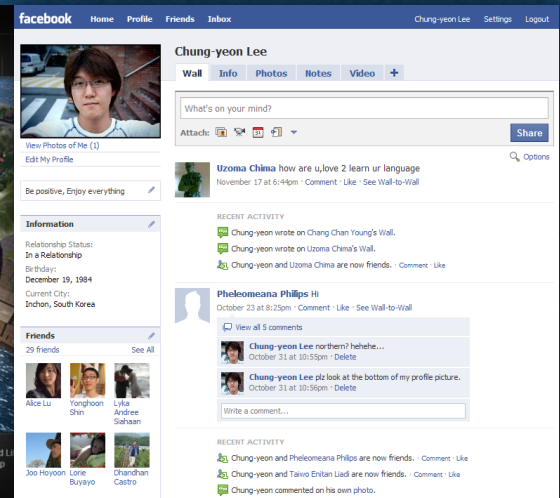 facebook Home Profile Friends Inbox Chung-yeon Lee Settings Logout
Chung-yeon Lee
Wall Info Photos Notes Video +
What's on your mind?
Attach: 31 Share
Options
View Photos of Me (1)
Edit My Profile
Be positive, Enjoy everything
Information
Relationship Status:
In a Relationship
Birthday:
December 19, 1984
Current City:
Inchon, South Korea
Friends
29 friends See All
Alice Lu
Yonghoon
Shin
Lyka
Andree
Siahaan
Joo Hoyoon
Lorie
Buyayo
Dhandhan
Castro
Uzoma Chima how are u,love 2 learn ur language
November 17 at 6:44pm · Comment · Like · See Wall-to-Wall
RECENT ACTIVITY
Chung-yeon wrote on Chang Chan Young's Wall.
Chung-yeon wrote on Uzoma Chima's Wall.
Chung-yeon and Uzoma Chima are now friends. · Comment · Like
Pheleomeana Philips Hi
October 23 at 8:25pm · Comment · Like · See Wall-to-Wall
View all 5 comments
Chung-yeon Lee northern? hehehe...
October 31 at 10:55pm · Delete
Chung-yeon Lee plz look at the bottom of my profile picture.
October 31 at 10:56pm · Delete
Write a comment...
RECENT ACTIVITY
Chung-yeon and Pheleomeana Philips are now friends. · Comment · Like
Chung-yeon and Taiwo Enitan Liadi are now friends. · Comment · Like
Chung-yeon commented on his own photo.